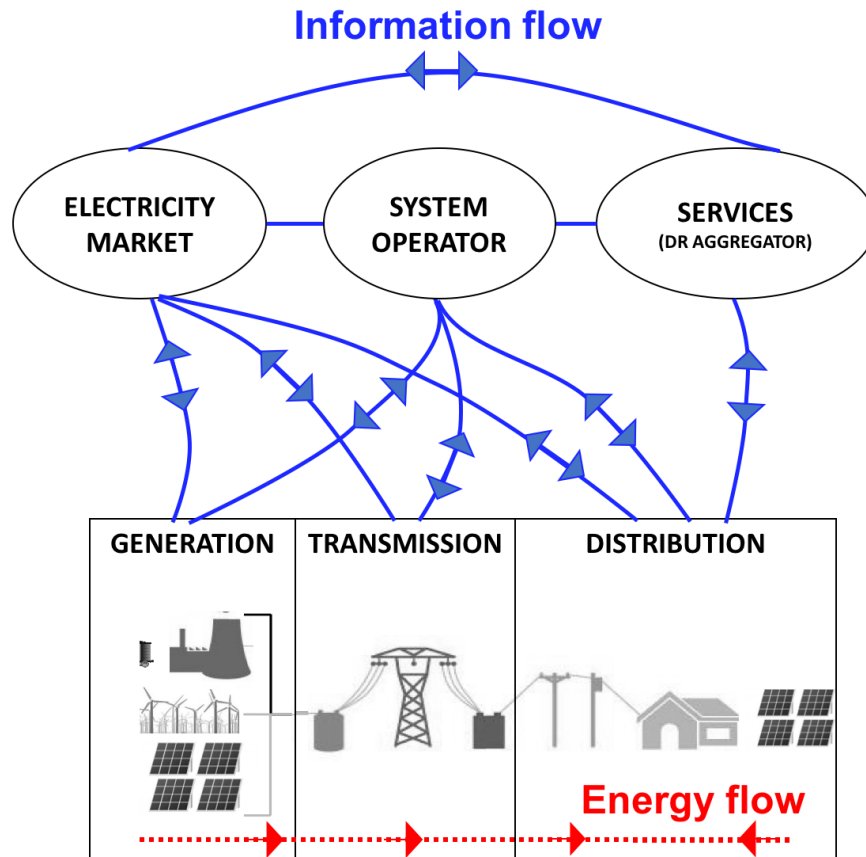 Information flow
ELECTRICITY
MARKET
SYSTEM
OPERATOR
SERVICES
(DR AGGREGATOR)
GENERATION
TRANSMISSION
DISTRIBUTION
Energy flow